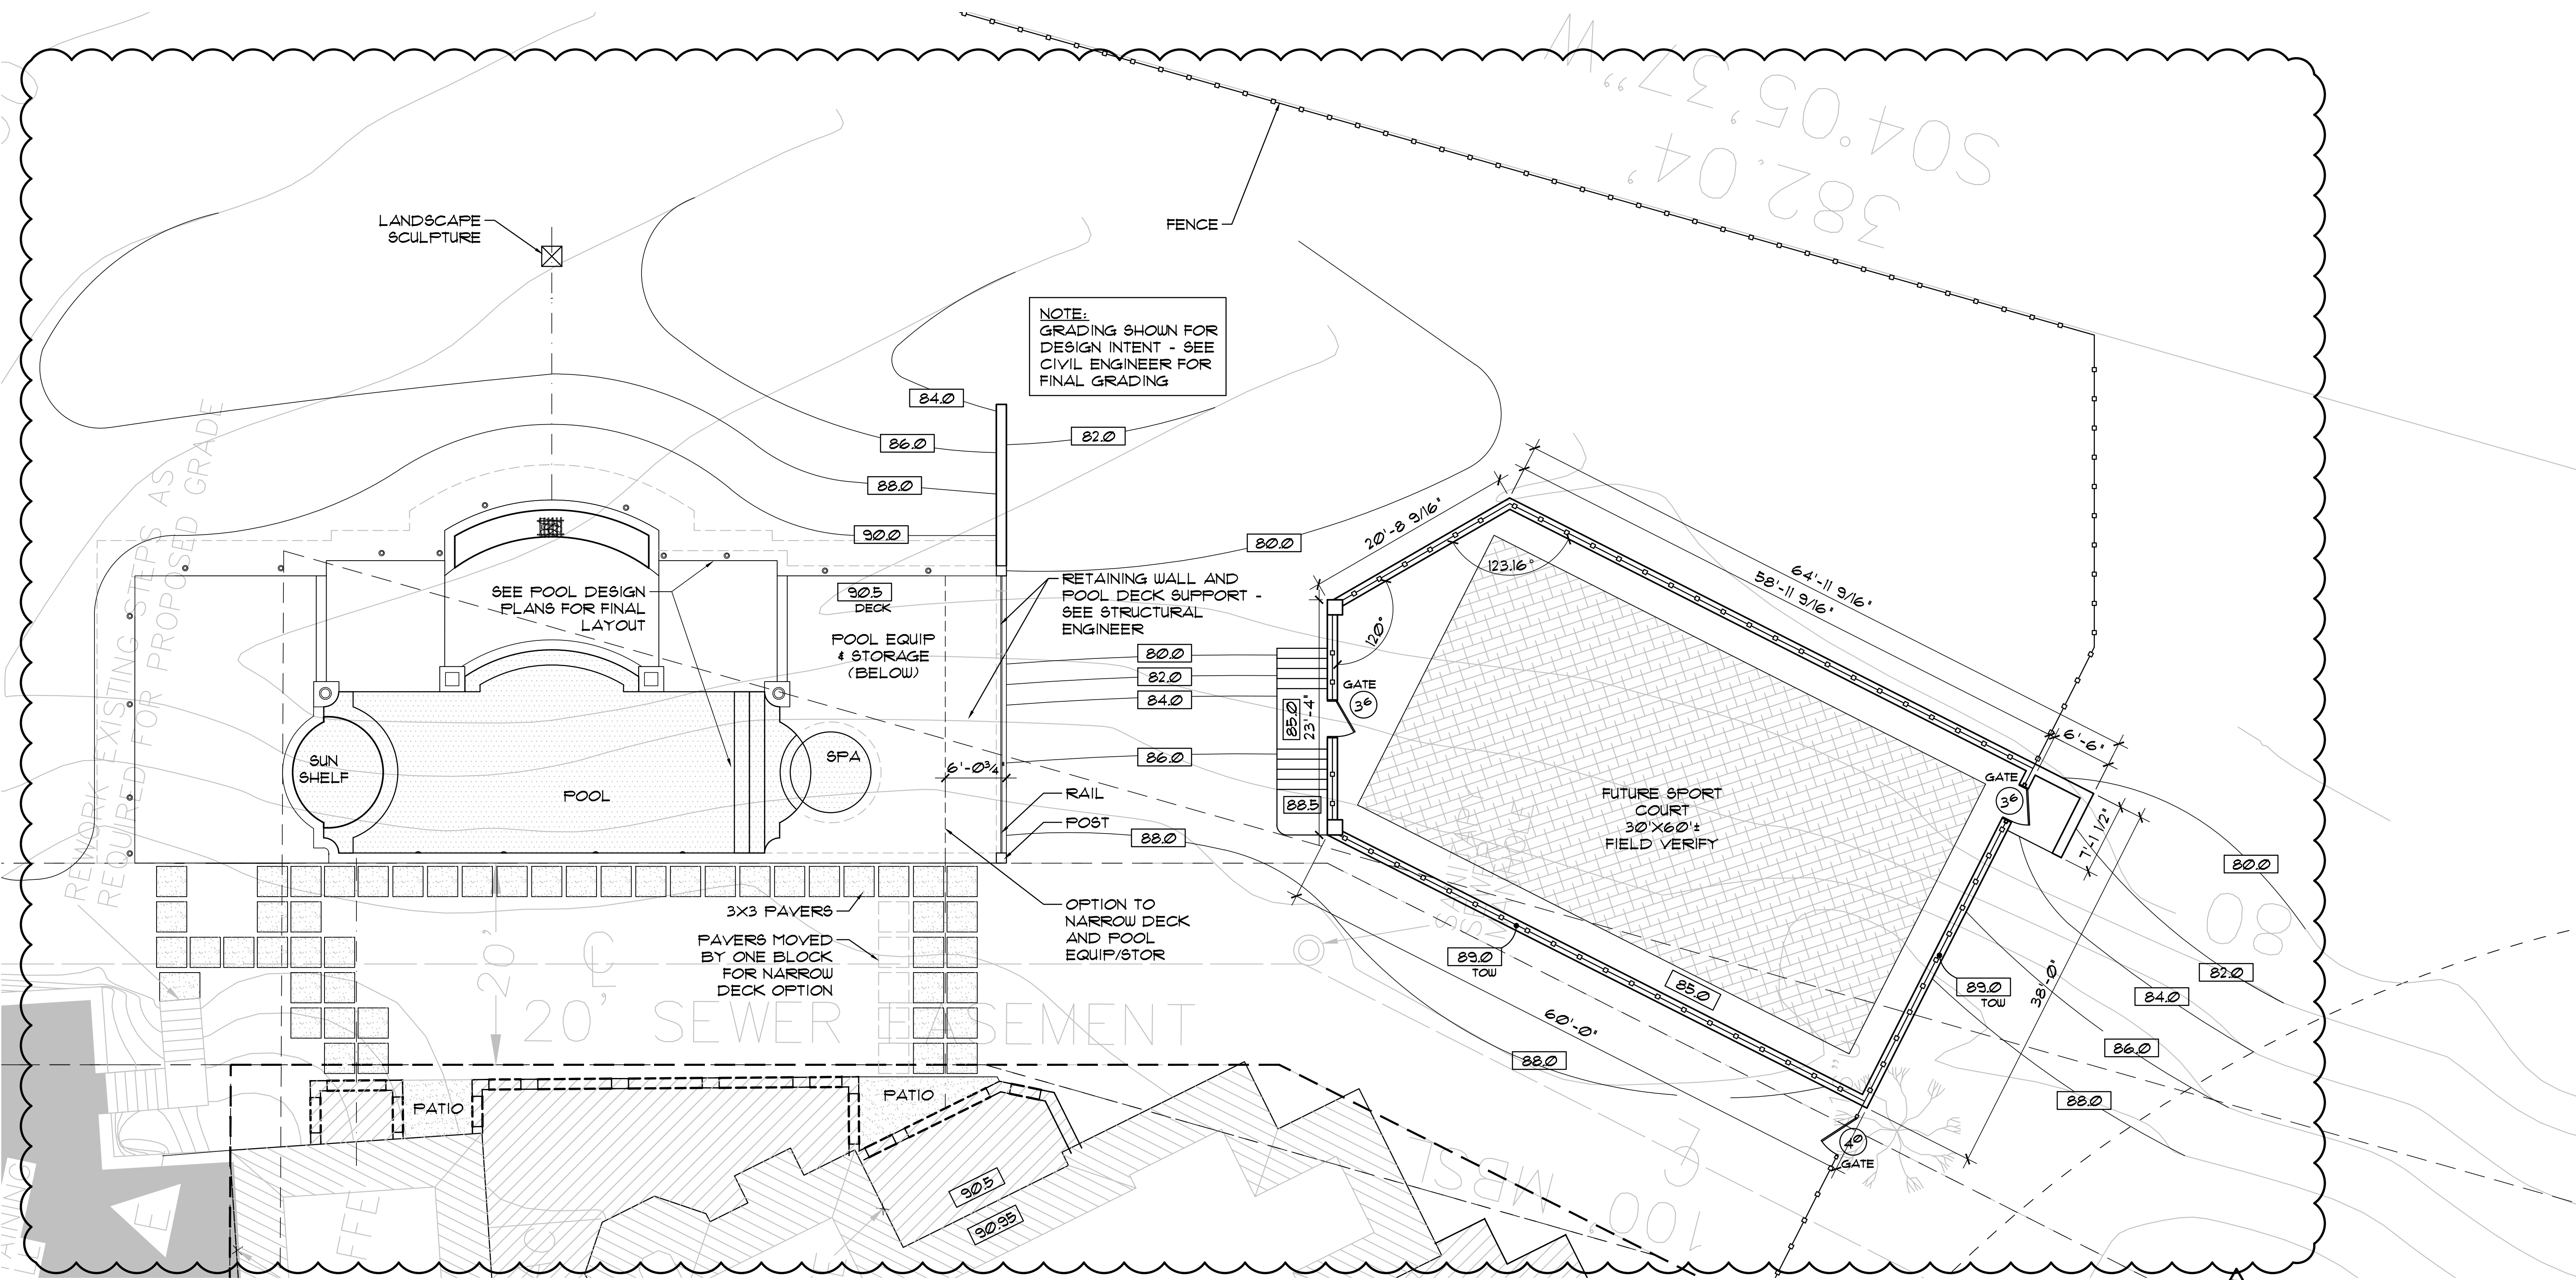 S04°05'37"W
382.04'
LANDSCAPE
SCULPTURE
FENCE
NOTE:
GRADING SHOWN FOR
DESIGN INTENT - SEE
CIVIL ENGINEER FOR
FINAL GRADING
84.0
86.0
82.0
88.0
90.0
80.0
REWORK EXISTING STEPS AS
REQUIRED FOR PROPOSED GRADE
SEE POOL DESIGN
PLANS FOR FINAL
LAYOUT
90.5
DECK
POOL EQUIP
& STORAGE
(BELOW)
RETAINING WALL AND
POOL DECK SUPPORT -
SEE STRUCTURAL
ENGINEER
20'-8 9/16"
123.16°
120°
64'-11 9/16"
58'-11 9/16"
6'-6"
7'-1 1/2"
80.0
82.0
84.0
86.0
88.0
85.0
23'-4"
88.5
GATE
36
SUN
SHELF
POOL
SPA
6'-0¾"
RAIL
POST
FUTURE SPORT
COURT
30'X60'±
FIELD VERIFY
GATE
36
80.0
80
82.0
84.0
86.0
88.0
3X3 PAVERS
PAVERS MOVED
BY ONE BLOCK
FOR NARROW
DECK OPTION
OPTION TO
NARROW DECK
AND POOL
EQUIP/STOR
89.0
TOW
85.0
89.0
TOW
38'-0"
60'-0"
88.0
20'
20' SEWER EASEMENT
PATIO
PATIO
40
GATE
100' MBSL
90.5
90.95
FFE
E